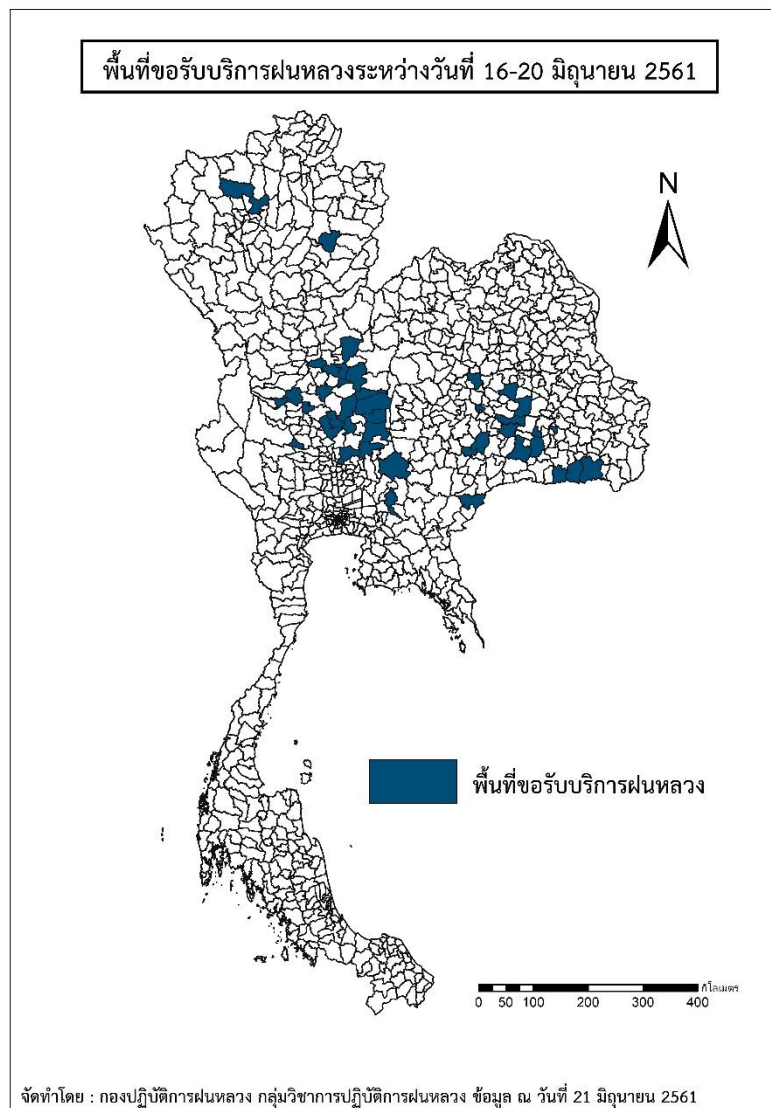 พื้นที่ขอรับบริการฝนหลวงระหว่างวันที่ 16-20 มิถุนายน 2561
N
พื้นที่ขอรับบริการฝนหลวง
กิโลเมตร
0 50 100 200 300 400
จัดทำโดย : กองปฏิบัติการฝนหลวง กลุ่มวิชาการปฏิบัติการฝนหลวง ข้อมูล ณ วันที่ 21 มิถุนายน 2561